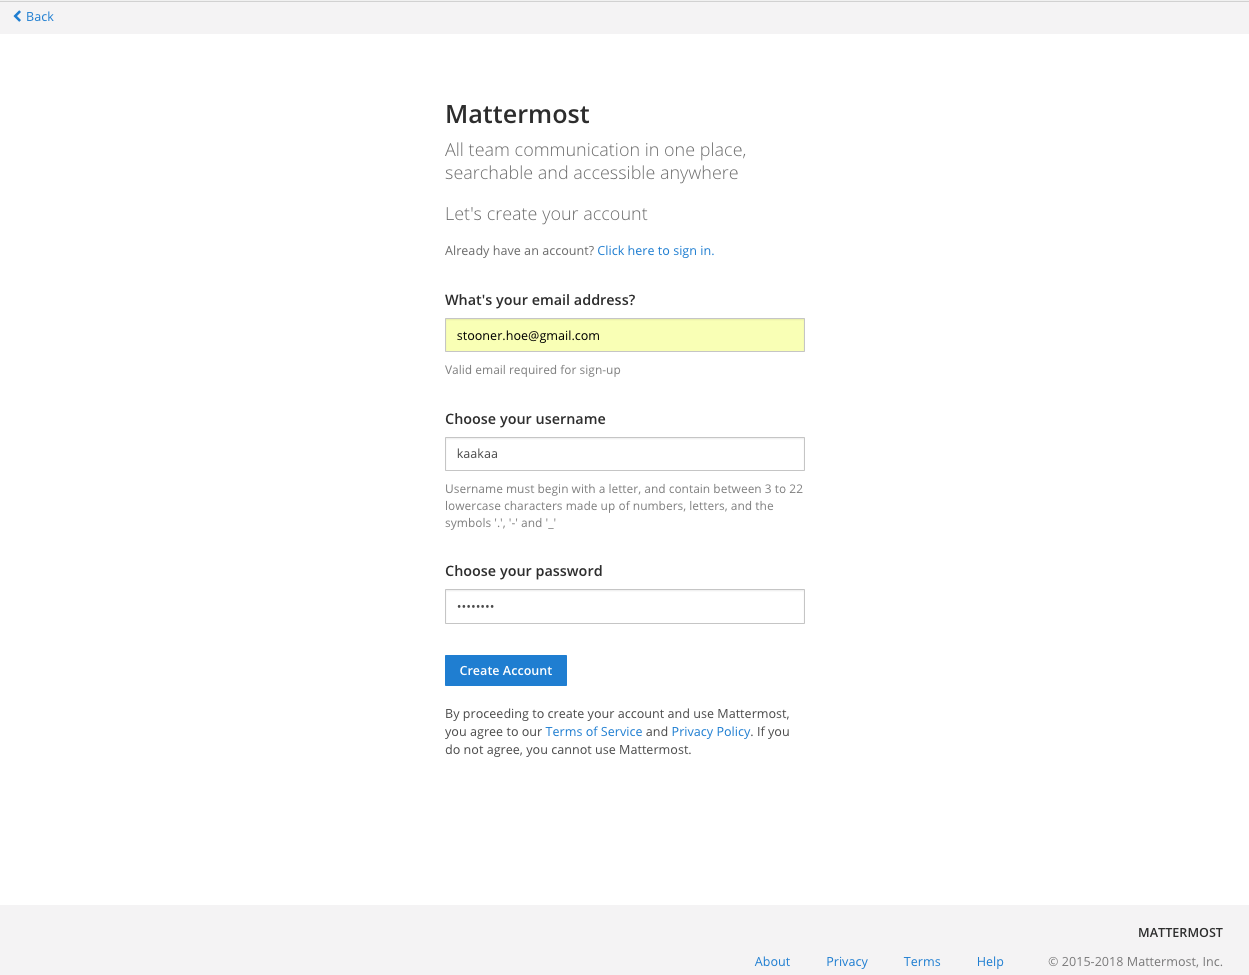 Back
Mattermost
All team communication in one place,
searchable and accessible anywhere
Let's create your account
Already have an account? Click here to sign in.
What's your email address?
stooner.hoe@gmail.com
Valid email required for sign-up
Choose your username
kaakaa
Username must begin with a letter, and contain between 3 to 22
lowercase characters made up of numbers, letters, and the
symbols '.', '-' and '_'
Choose your password
••••••••
Create Account
By proceeding to create your account and use Mattermost,
you agree to our Terms of Service and Privacy Policy. If you
do not agree, you cannot use Mattermost.
MATTERMOST
About Privacy Terms Help © 2015-2018 Mattermost, Inc.